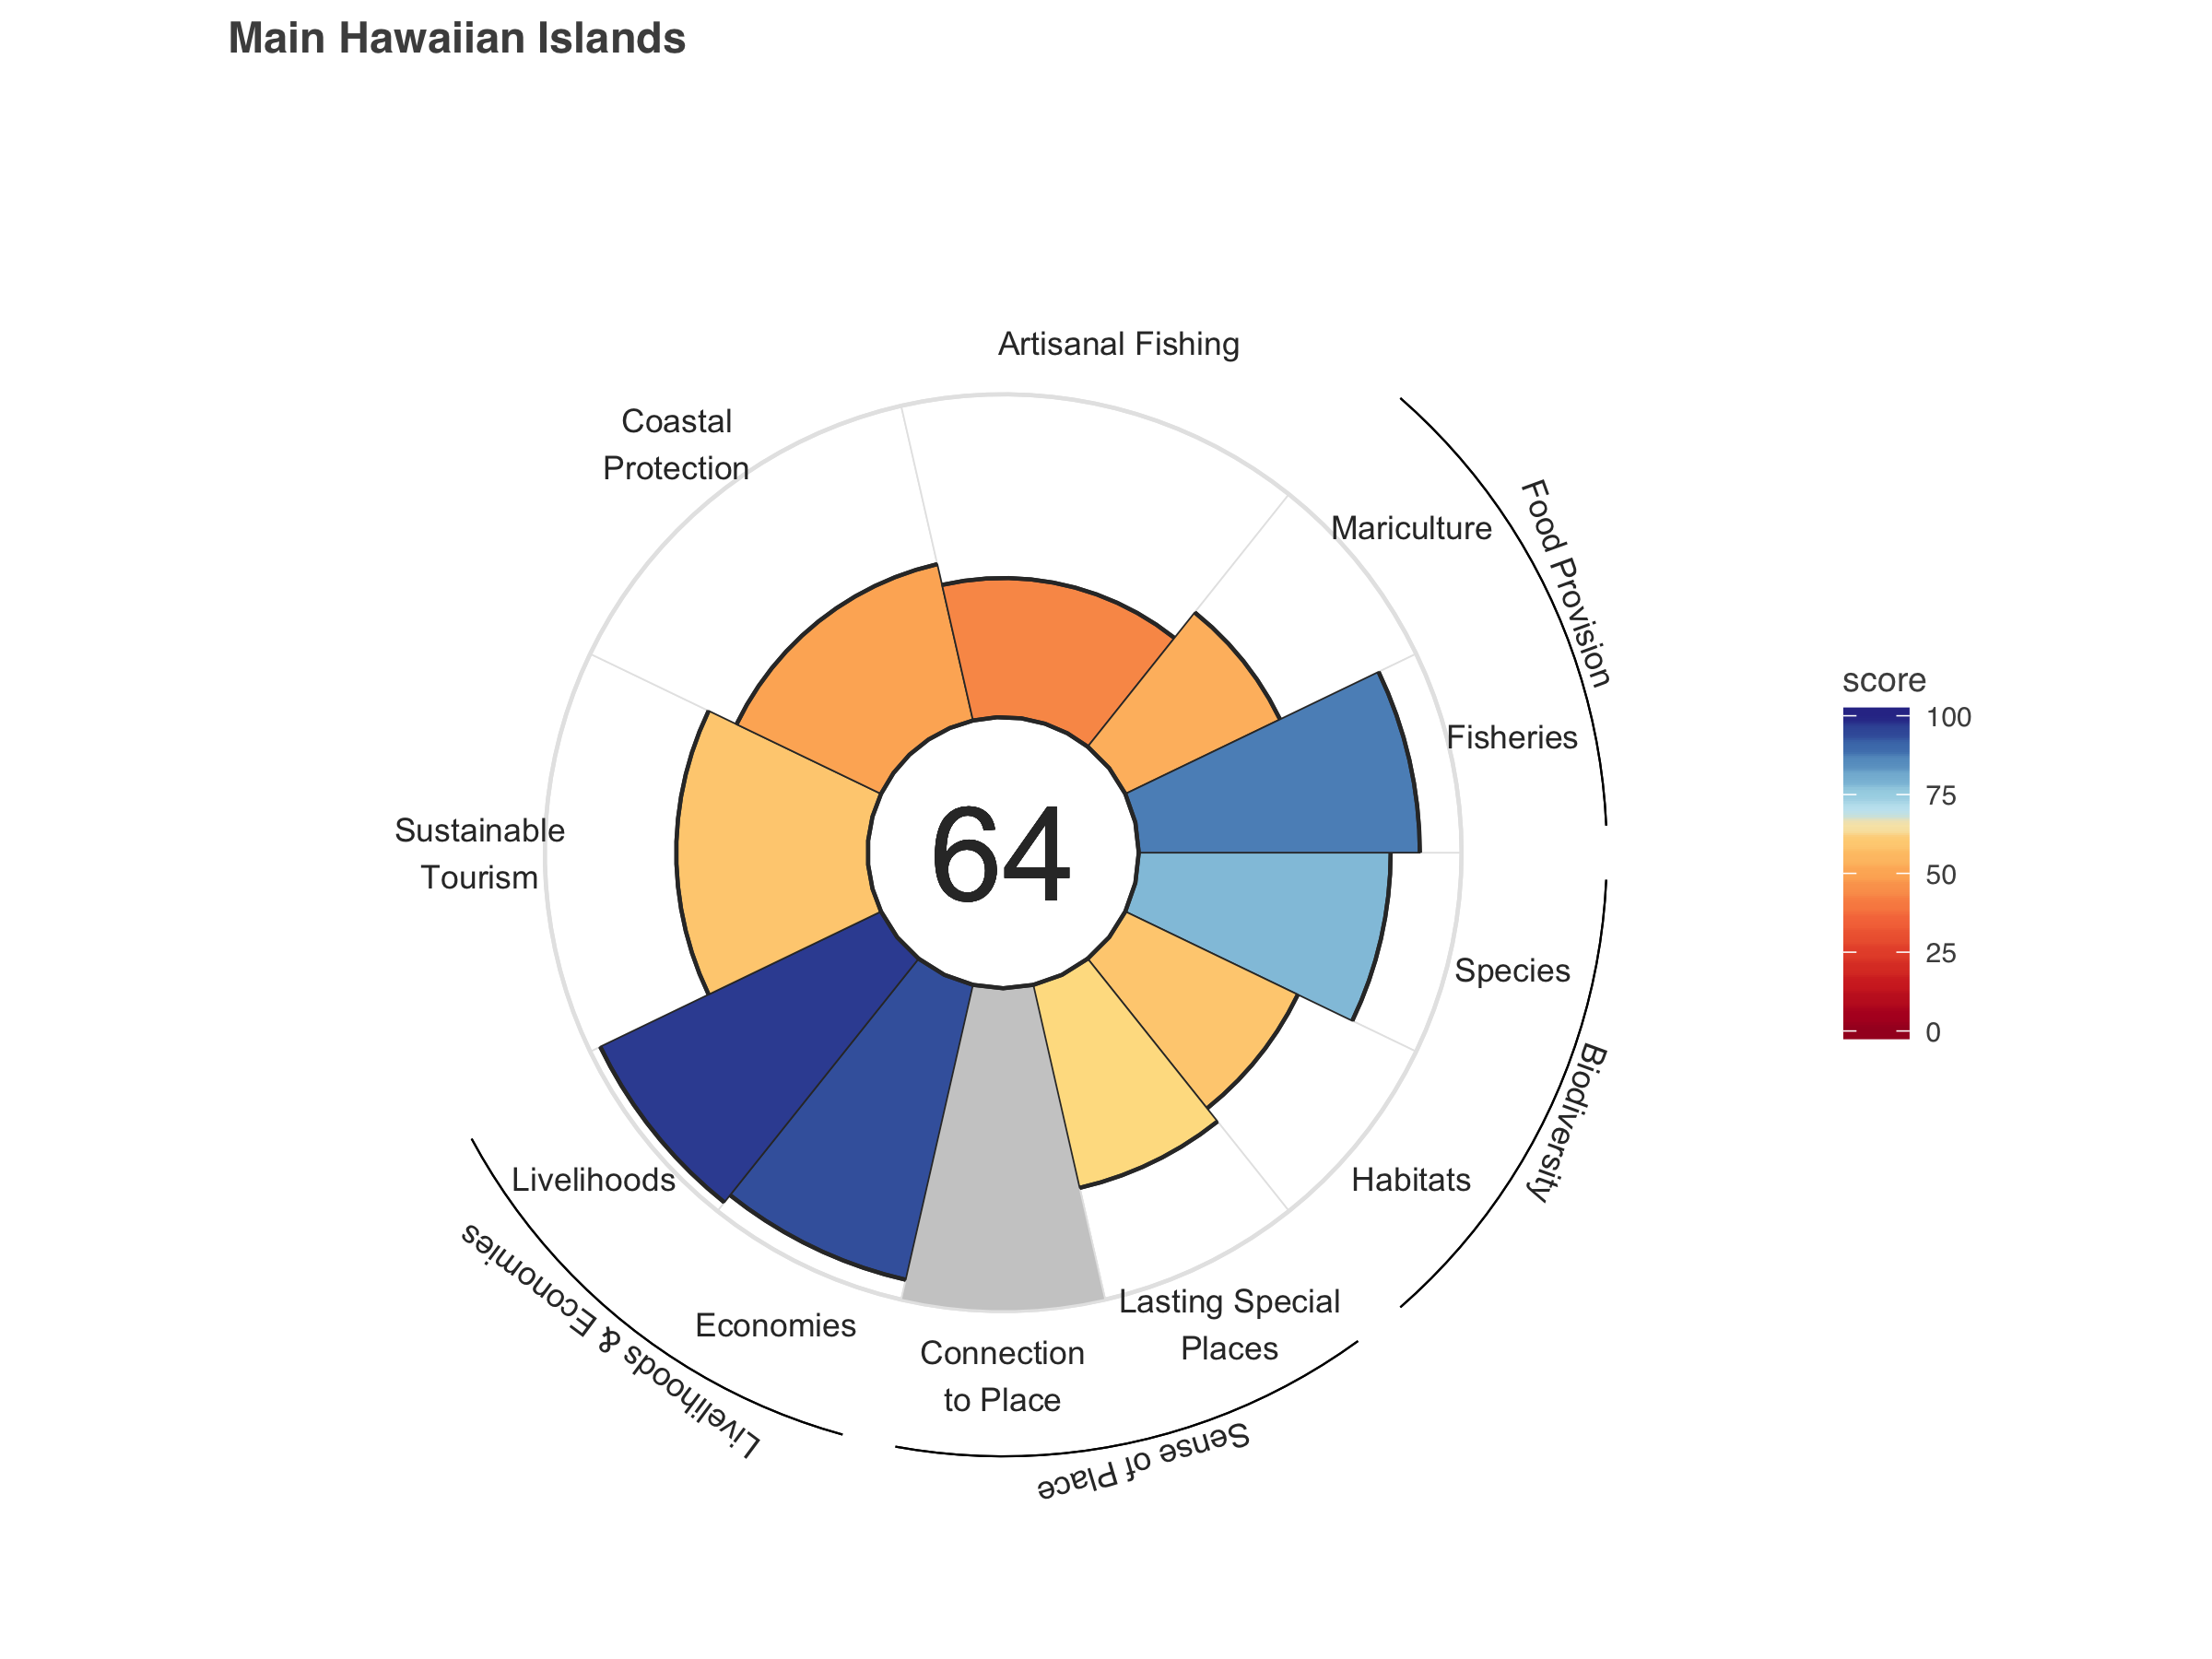 Main Hawaiian Islands
Artisanal Fishing
Coastal
Protection
Mariculture
Food Provision
Fisheries
score
100
75
50
25
0
64
Sustainable
Tourism
Species
Biodiversity
Livelihoods
Habitats
Livelihoods & Economies
Economies
Lasting Special
Places
Connection
to Place
Sense of Place